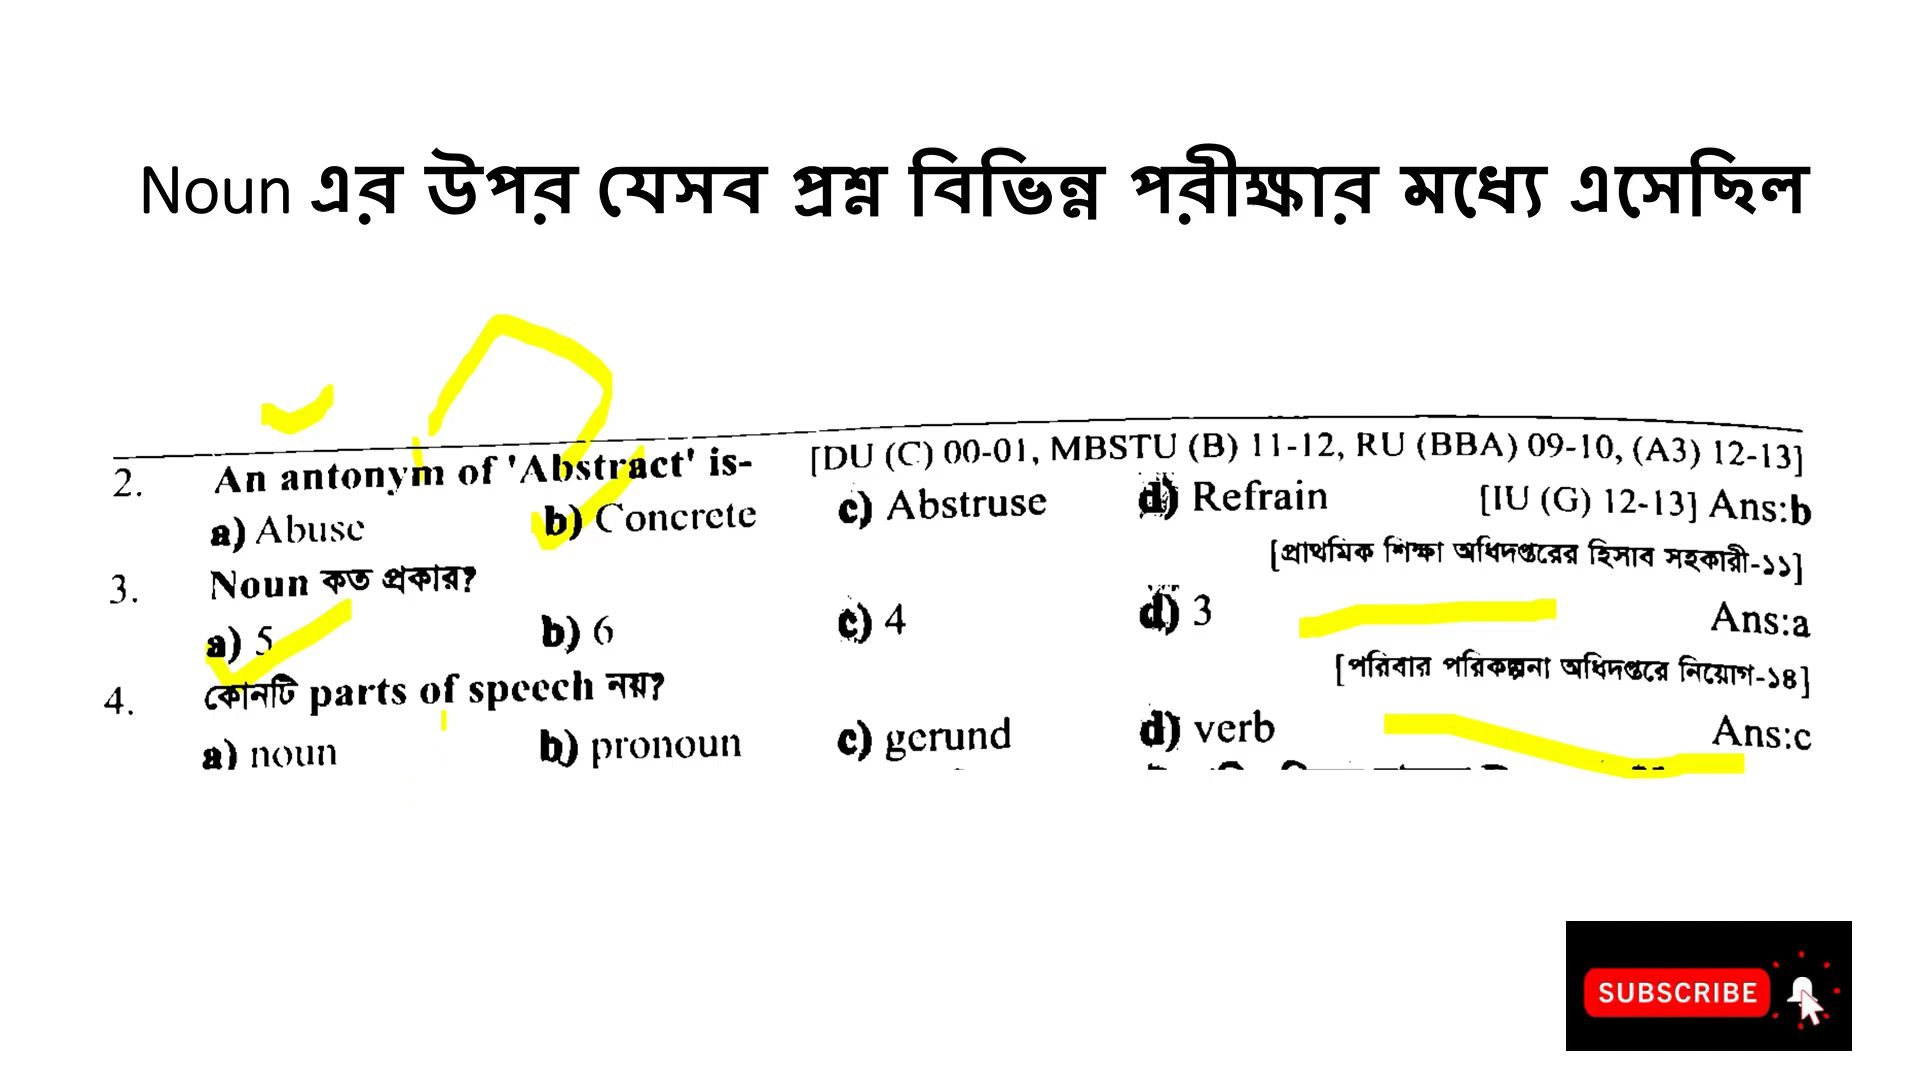 Noun এর উপর যেসব প্রশ্ন বিভিন্ন পরীক্ষার মধ্যে এসেছিল
[DU (C) 00-01, MBSTU (B) 11-12, RU (BBA) 09-10, (A3) 12-13]
2. An antonym of 'Abstract' is-
a) Abuse b) Concrete c) Abstruse d) Refrain [IU (G) 12-13] Ans:b
[প্রাথমিক শিক্ষা অধিদপ্তরের হিসাব সহকারী-১১]
3. Noun কত প্রকার?
a) 5 b) 6 c) 4 d) 3 Ans:a
[পরিবার পরিকল্পনা অধিদপ্তরে নিয়োগ-১৪]
4. কোনটি parts of speech নয়?
a) noun b) pronoun c) gerund d) verb Ans:c
SUBSCRIBE